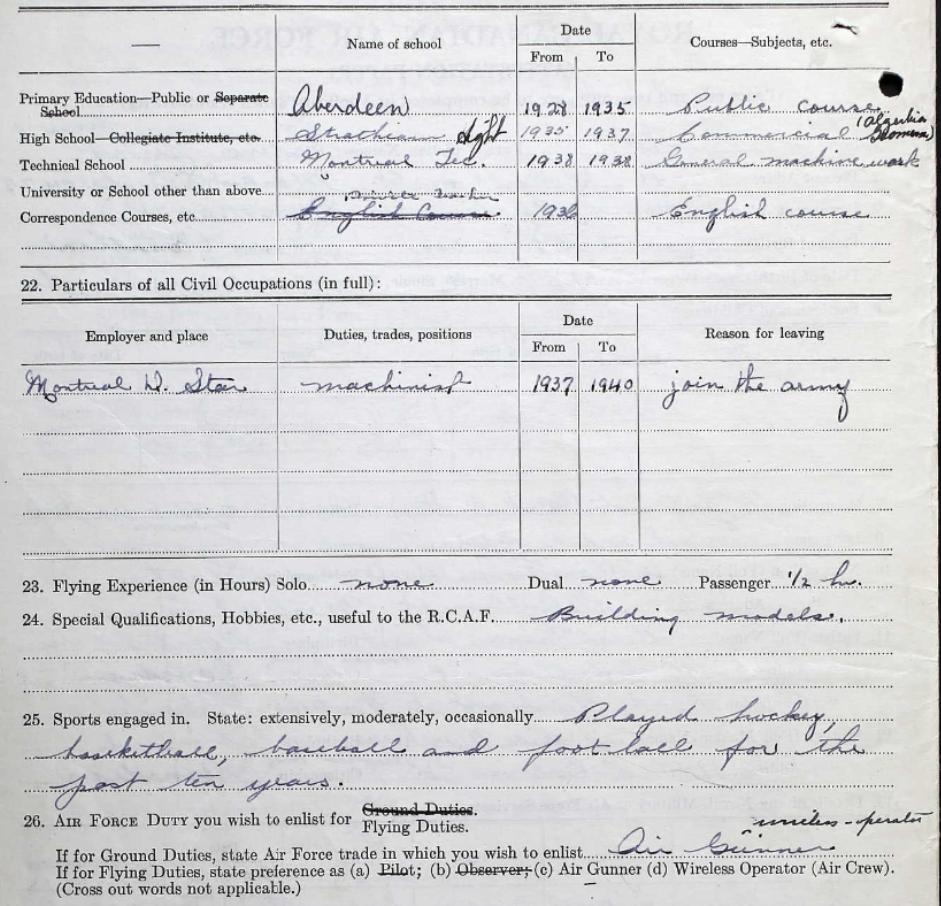 Name of school
Date
From To
Courses—Subjects, etc.
Primary Education—Public or Separate School Aberdeen 1928 1935 Public course
High School—Collegiate Institute, etc. Strathearn 1935 1937 Commercial (algebra
Technical School Montreal Tec. 1938 1938 General machine work
University or School other than above
Correspondence Courses, etc. English Course 1936 English course
22. Particulars of all Civil Occupations (in full):
Employer and place
Duties, trades, positions
Date
From To
Reason for leaving
Montreal D. Star machinist 1937 1940 join the army
23. Flying Experience (in Hours) Solo none Dual none Passenger 1/2 hr.
24. Special Qualifications, Hobbies, etc., useful to the R.C.A.F. Building models.
25. Sports engaged in. State: extensively, moderately, occasionally Played hockey,
basketball, baseball and football for the
past ten years.
26. AIR FORCE DUTY you wish to enlist for Ground Duties.
Flying Duties.
wireless-operator
If for Ground Duties, state Air Force trade in which you wish to enlist Air Gunner
If for Flying Duties, state preference as (a) Pilot; (b) Observer; (c) Air Gunner (d) Wireless Operator (Air Crew).
(Cross out words not applicable.)